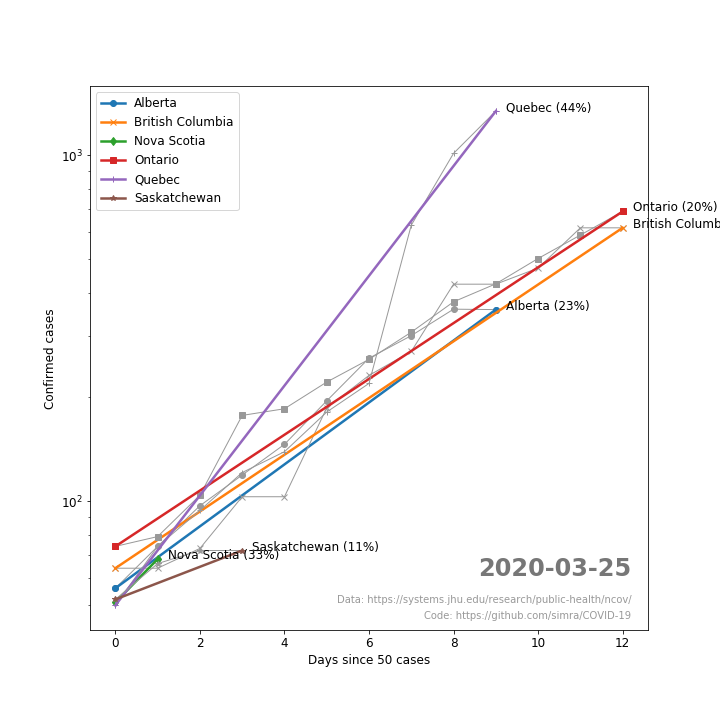 Alberta
British Columbia
Nova Scotia
Ontario
Quebec
Saskatchewan
Quebec (44%)
Ontario (20%)
British Columb
Alberta (23%)
Saskatchewan (11%)
Nova Scotia (33%)
10³
10²
Confirmed cases
2020-03-25
Data: https://systems.jhu.edu/research/public-health/ncov/
Code: https://github.com/simra/COVID-19
0 2 4 6 8 10 12
Days since 50 cases